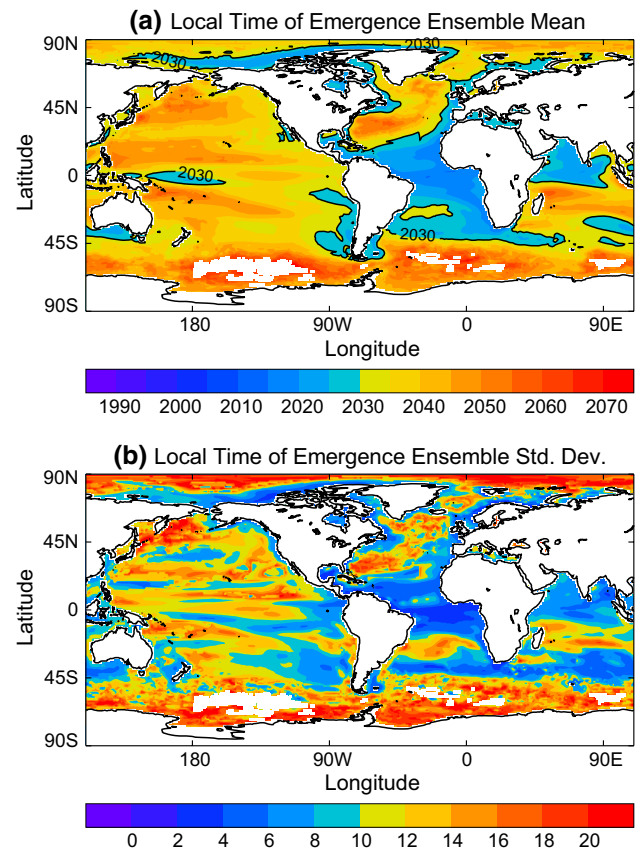 (a) Local Time of Emergence Ensemble Mean
90N
45N
0
45S
90S
Latitude
2030
2030
2030
2030
180
90W
0
90E
Longitude
1990 2000 2010 2020 2030 2040 2050 2060 2070
(b) Local Time of Emergence Ensemble Std. Dev.
90N
45N
0
45S
90S
Latitude
180
90W
0
90E
Longitude
0 2 4 6 8 10 12 14 16 18 20